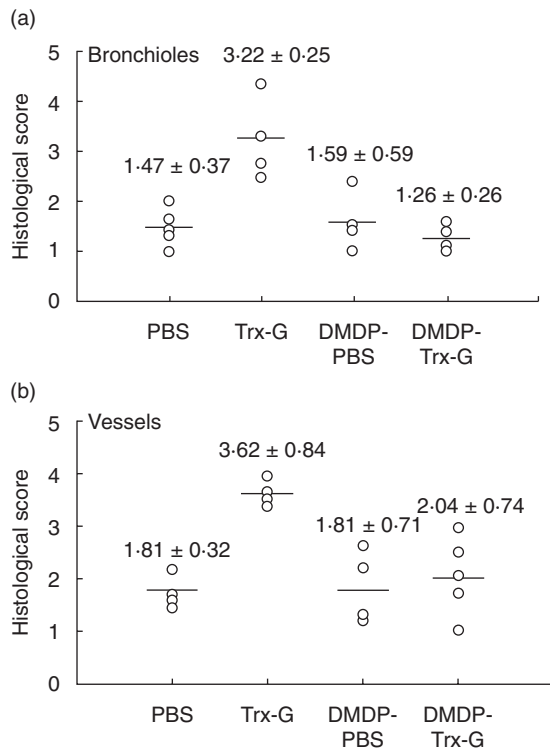 (a)
5
Bronchioles
3·22 ± 0·25
4
Histological score
3
1·47 ± 0·37
1·59 ± 0·59
1·26 ± 0·26
2
1
0
PBS
Trx-G
DMDP-
PBS
DMDP-
Trx-G
(b)
5
Vessels
3·62 ± 0·84
4
Histological score
3
1·81 ± 0·32
1·81 ± 0·71
2·04 ± 0·74
2
1
0
PBS
Trx-G
DMDP-
PBS
DMDP-
Trx-G